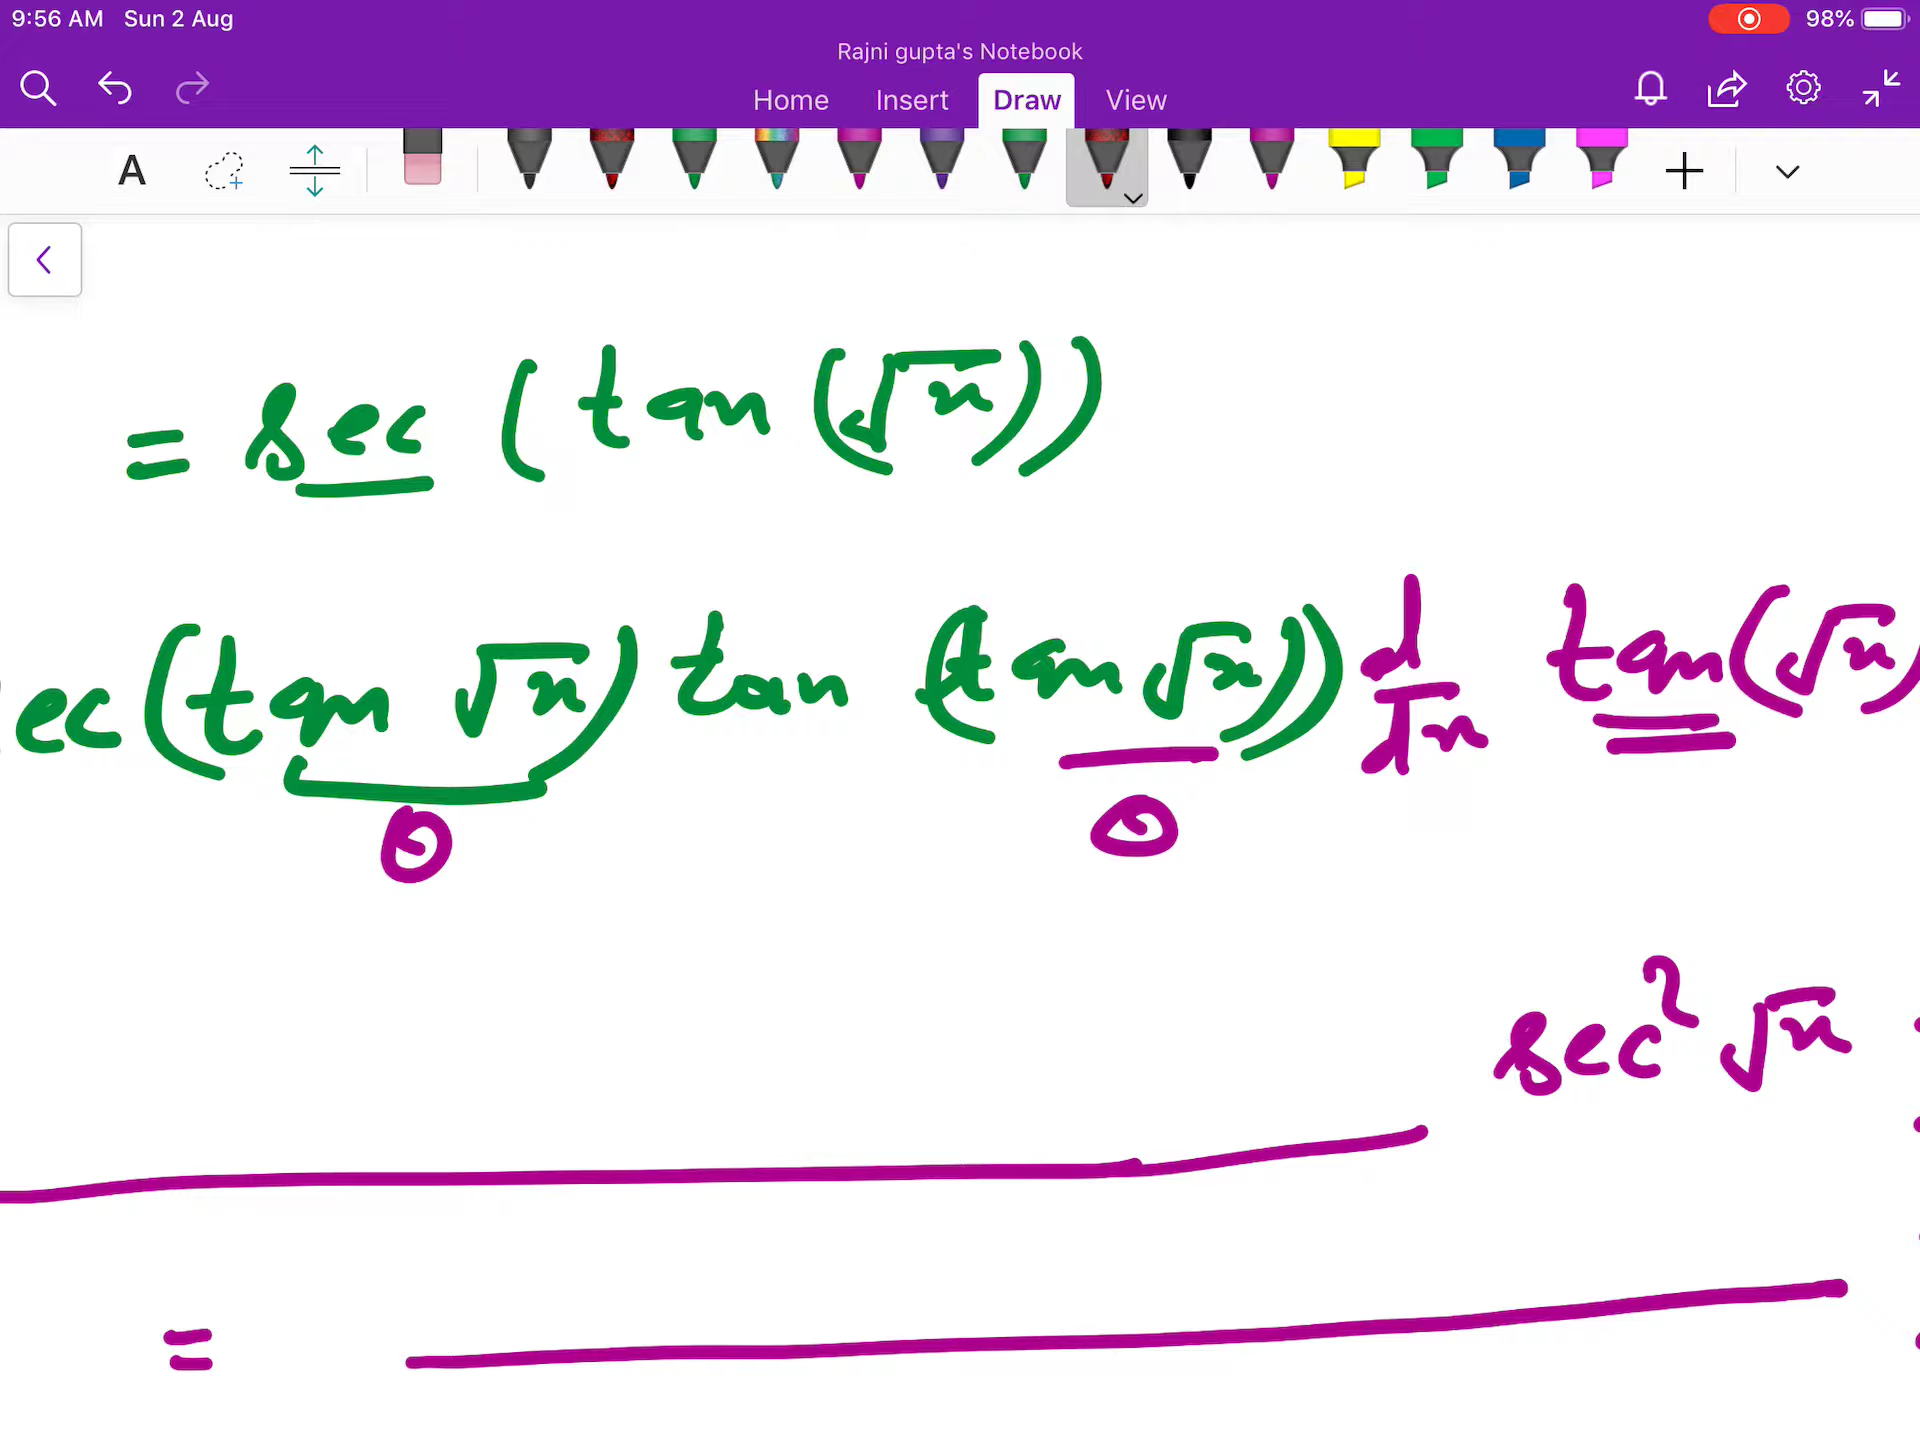 9:56 AM Sun 2 Aug 98%
Rajni gupta's Notebook
Home Insert Draw View
A
= sec (tan (√x))
ec (tan √x) tan (tan √x)) d/dx tan (√x)
θ θ
sec² √x
=